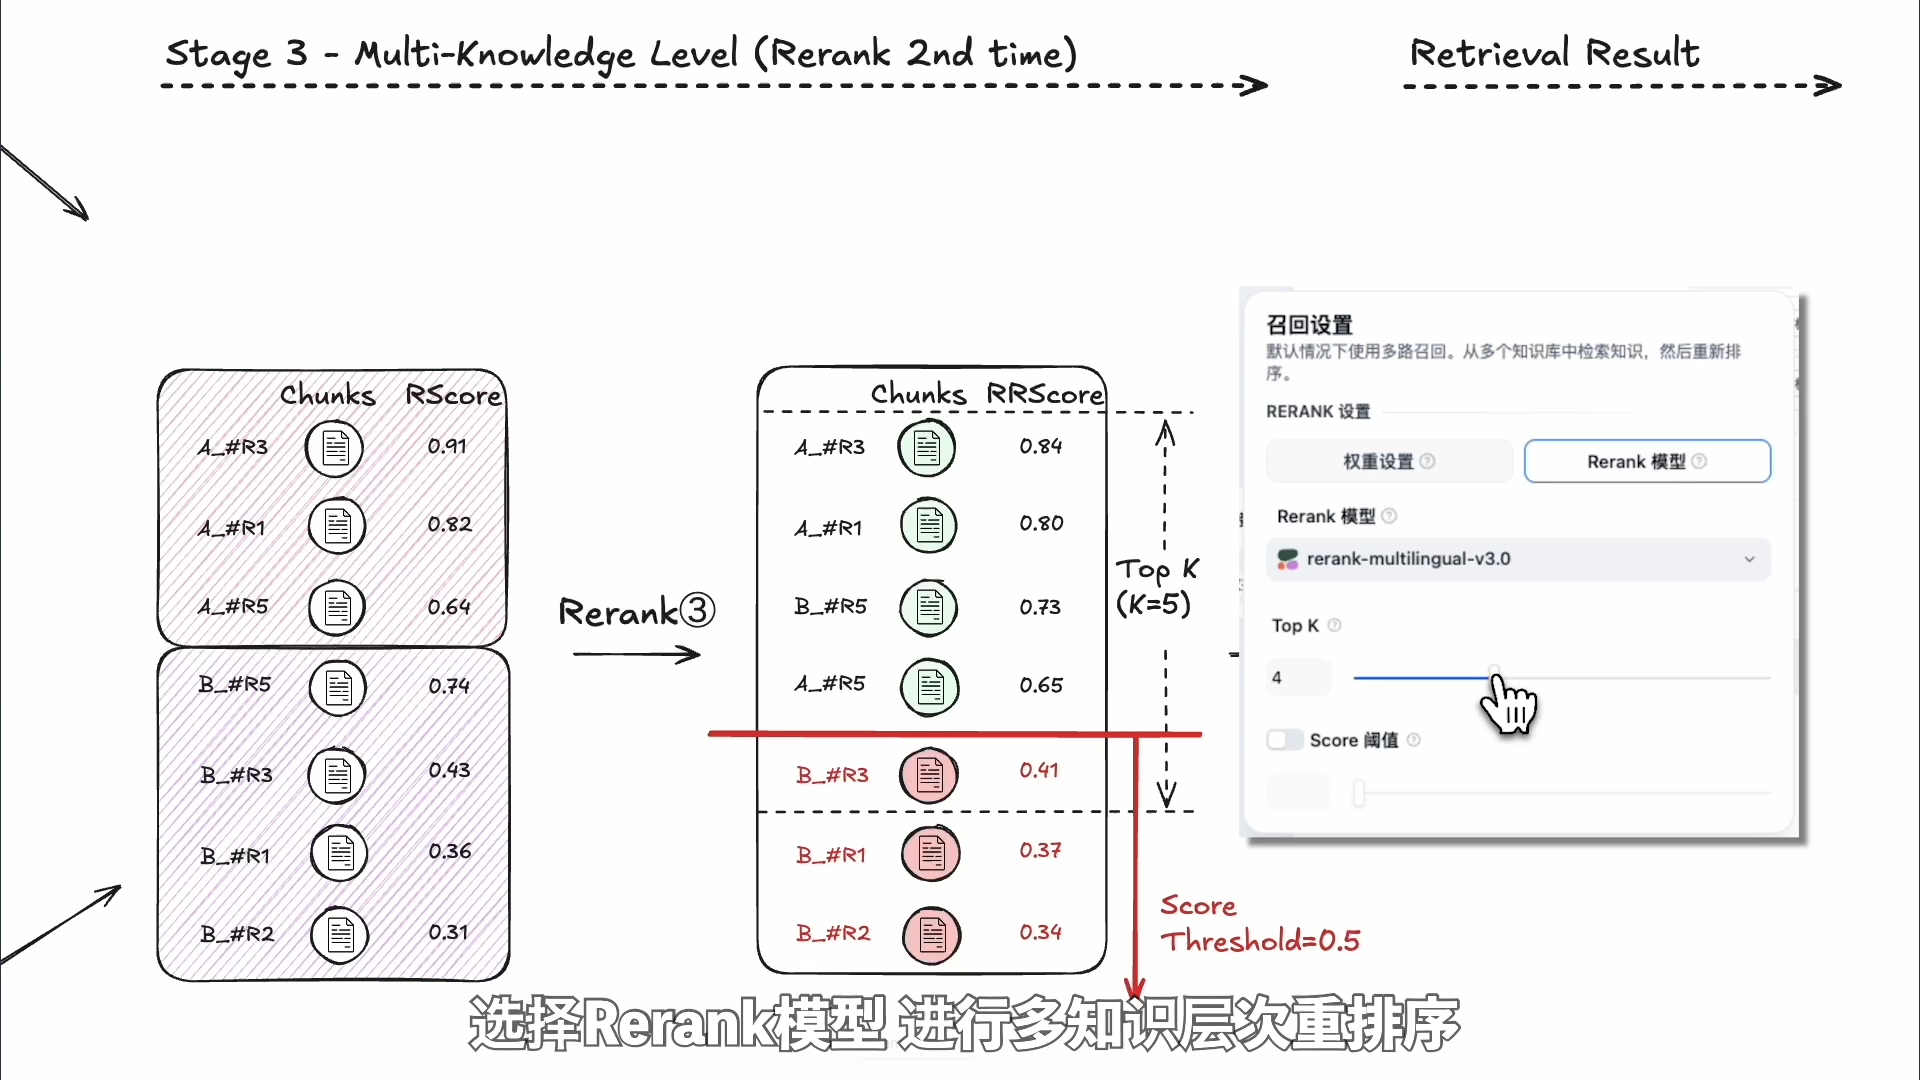 Stage 3 - Multi-Knowledge Level (Rerank 2nd time)
Retrieval Result
Chunks RScore
A_#R3 0.91
A_#R1 0.82
A_#R5 0.64
B_#R5 0.74
B_#R3 0.43
B_#R1 0.36
B_#R2 0.31
Rerank③
Chunks RRScore
A_#R3 0.84
A_#R1 0.80
B_#R5 0.73
A_#R5 0.65
B_#R3 0.41
B_#R1 0.37
B_#R2 0.34
Top K
(K=5)
Score
Threshold=0.5
召回设置
默认情况下使用多路召回。从多个知识库中检索知识，然后重新排
序。
RERANK 设置
权重设置 Rerank 模型
Rerank 模型
rerank-multilingual-v3.0
Top K
4
Score 阈值
选择Rerank模型 进行多知识层次重排序